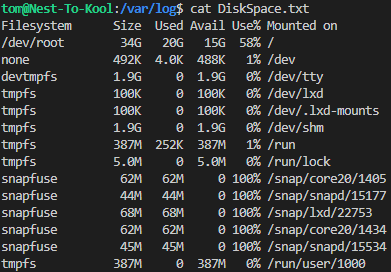 tom@Nest-To-Kool:/var/log$ cat DiskSpace.txt
Filesystem      Size  Used Avail Use% Mounted on
/dev/root        34G   20G   15G  58% /
none            492K  4.0K  488K   1% /dev
devtmpfs        1.9G     0  1.9G   0% /dev/tty
tmpfs           100K     0  100K   0% /dev/lxd
tmpfs           100K     0  100K   0% /dev/.lxd-mounts
tmpfs           1.9G     0  1.9G   0% /dev/shm
tmpfs           387M  252K  387M   1% /run
tmpfs           5.0M     0  5.0M   0% /run/lock
snapfuse         62M   62M     0 100% /snap/core20/1405
snapfuse         44M   44M     0 100% /snap/snapd/15177
snapfuse         68M   68M     0 100% /snap/lxd/22753
snapfuse         62M   62M     0 100% /snap/core20/1434
snapfuse         45M   45M     0 100% /snap/snapd/15534
tmpfs           387M     0  387M   0% /run/user/1000